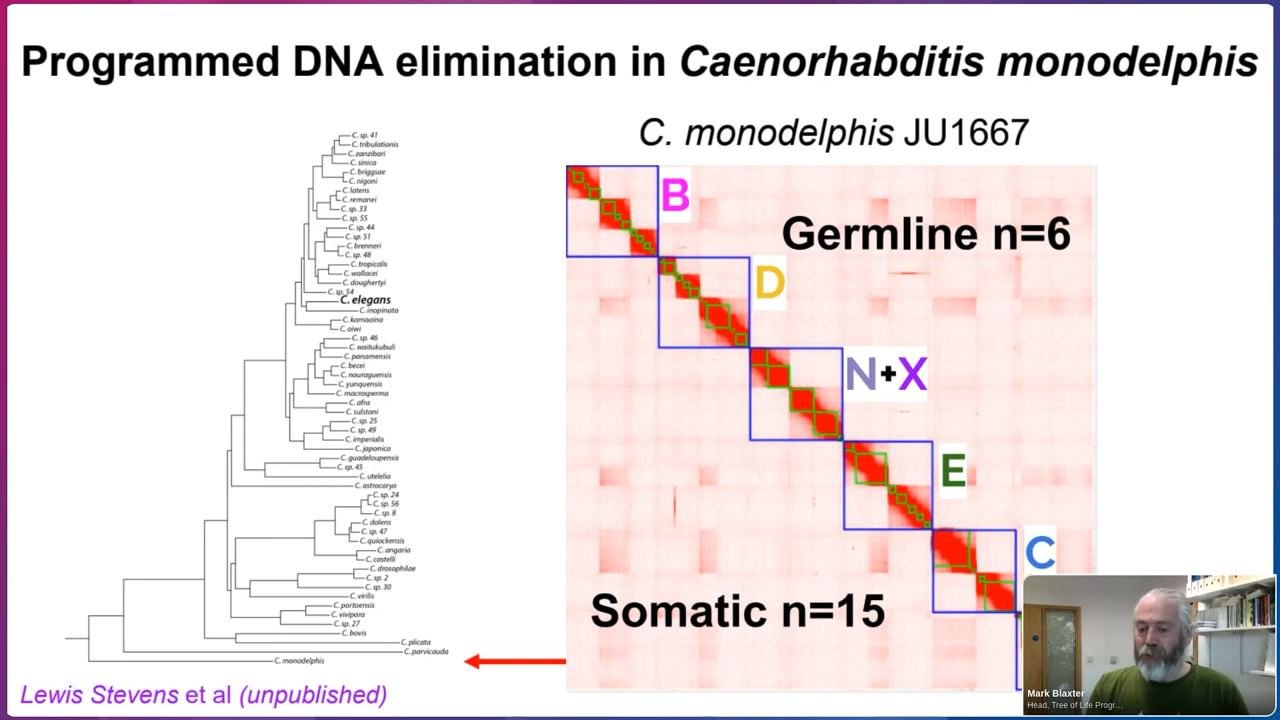 Programmed DNA elimination in Caenorhabditis monodelphis
C. monodelphis JU1667
C. sp. 41
C. tribulationis
C. zanzibari
C. sinica
C. briggsae
C. nigoni
C. latens
C. remanei
C. sp. 33
C. sp. 55
C. sp. 44
C. sp. 51
C. brenneri
C. sp. 48
C. tropicalis
C. wallacei
C. doughertyi
C. sp. 54
C. elegans
C. inopinata
C. kamaaina
C. oiwi
C. sp. 46
C. waitukubuli
C. panamensis
C. becei
C. nouraguensis
C. yunquensis
C. macrosperma
C. afra
C. sulstoni
C. sp. 25
C. sp. 49
C. imperialis
C. japonica
C. guadeloupensis
C. sp. 45
C. utelelia
C. astrocarya
C. sp. 24
C. sp. 56
C. sp. 8
C. dolens
C. sp. 47
C. quiockensis
C. angaria
C. castelli
C. drosophilae
C. sp. 2
C. sp. 30
C. virilis
C. portoensis
C. vivipara
C. sp. 27
C. bovis
C. plicata
C. parvicauda
C. monodelphis
B
Germline n=6
D
N+X
E
C
Somatic n=15
Lewis Stevens et al (unpublished)
Mark Blaxter
Head, Tree of Life Progr...